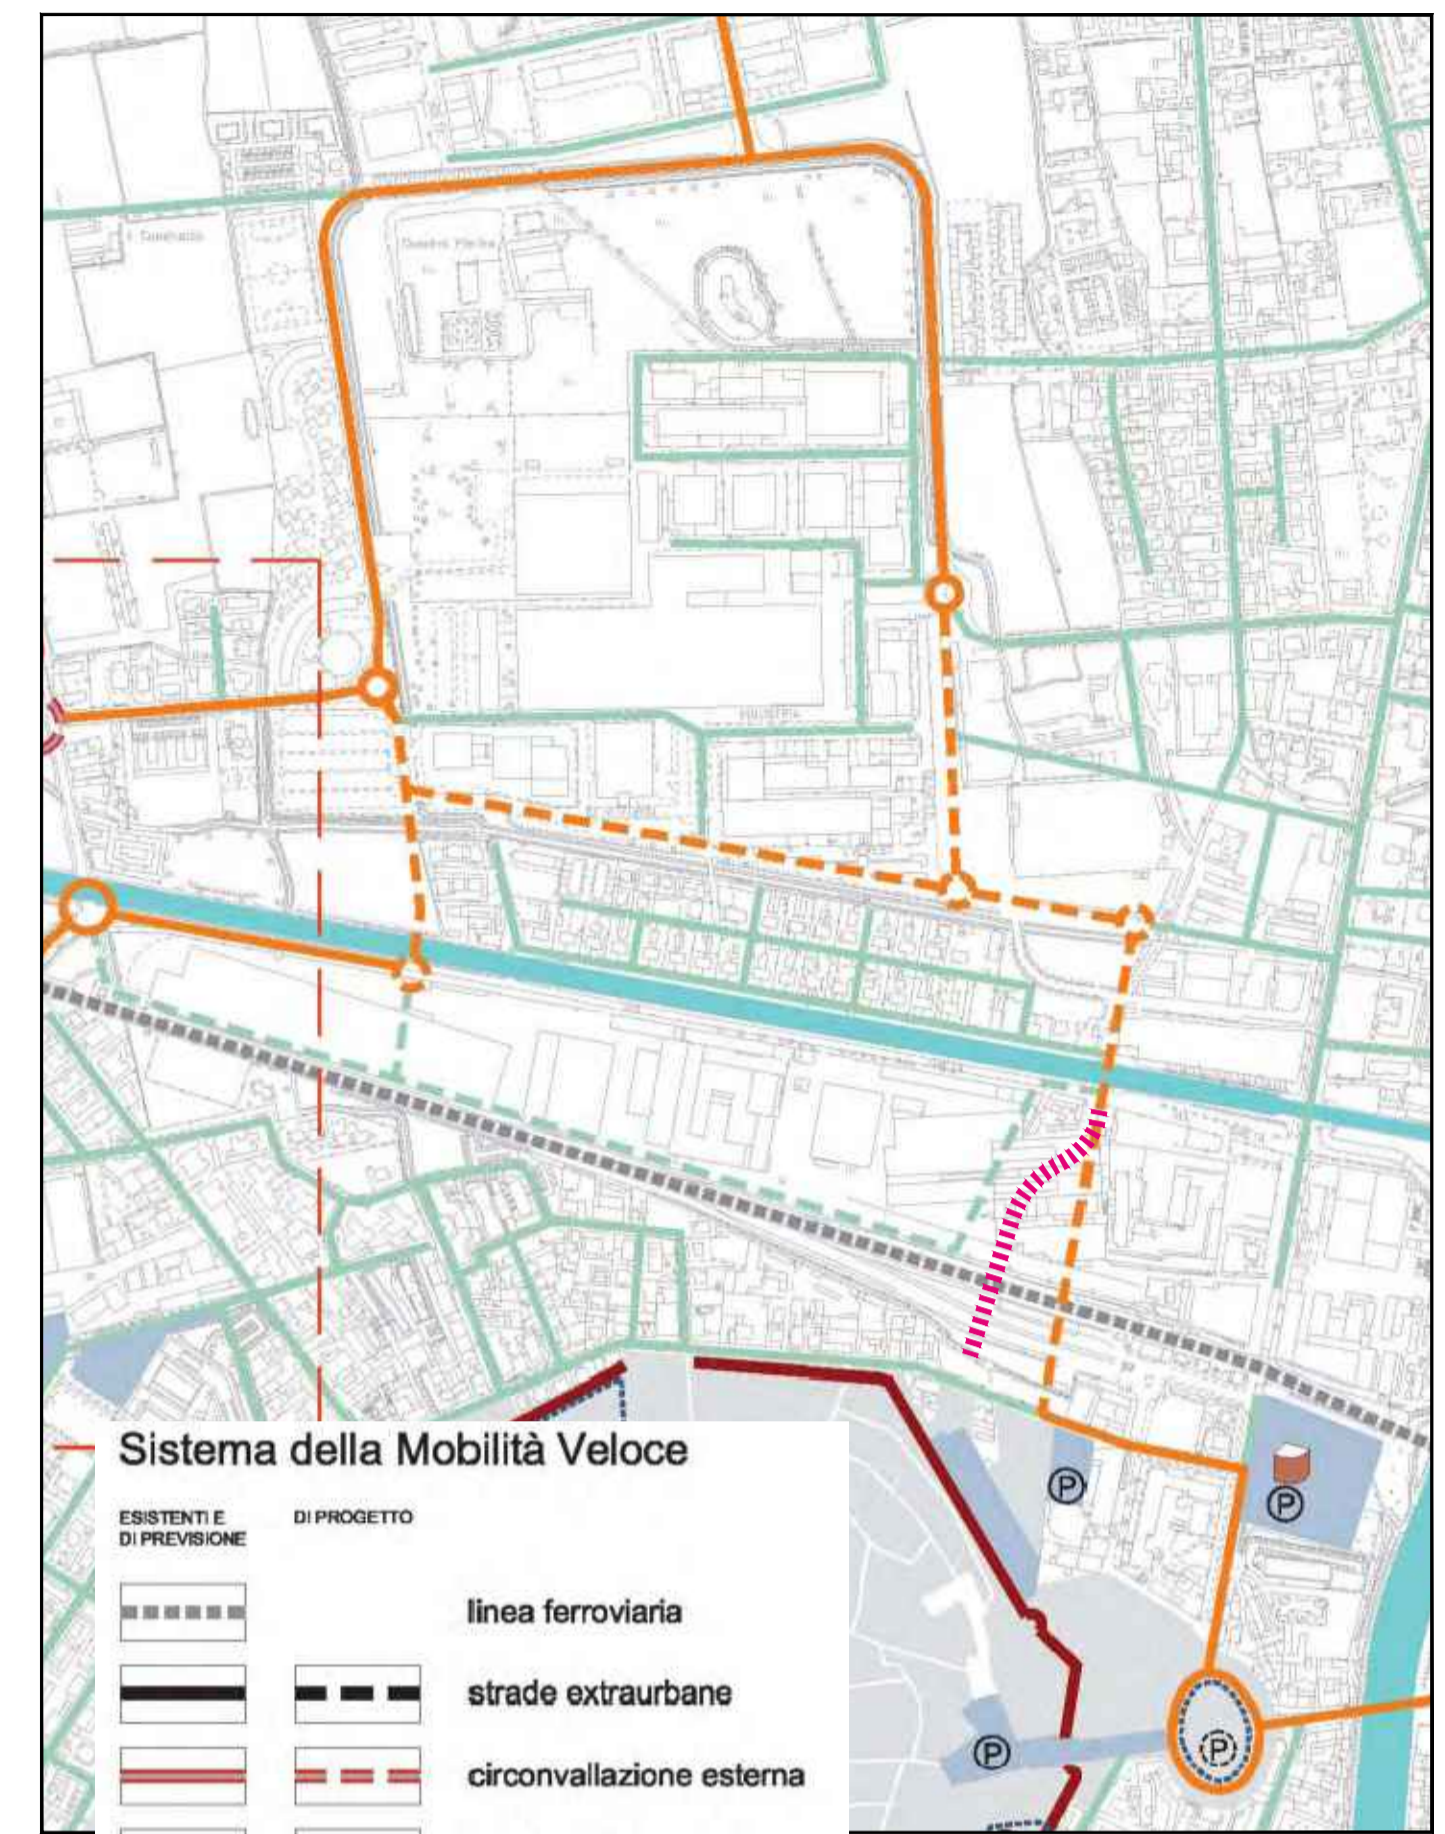 P
P
P
P
Sistema della Mobilità Veloce
ESISTENTI E
DI PREVISIONE
DI PROGETTO
linea ferroviaria
strade extraurbane
circonvallazione esterna